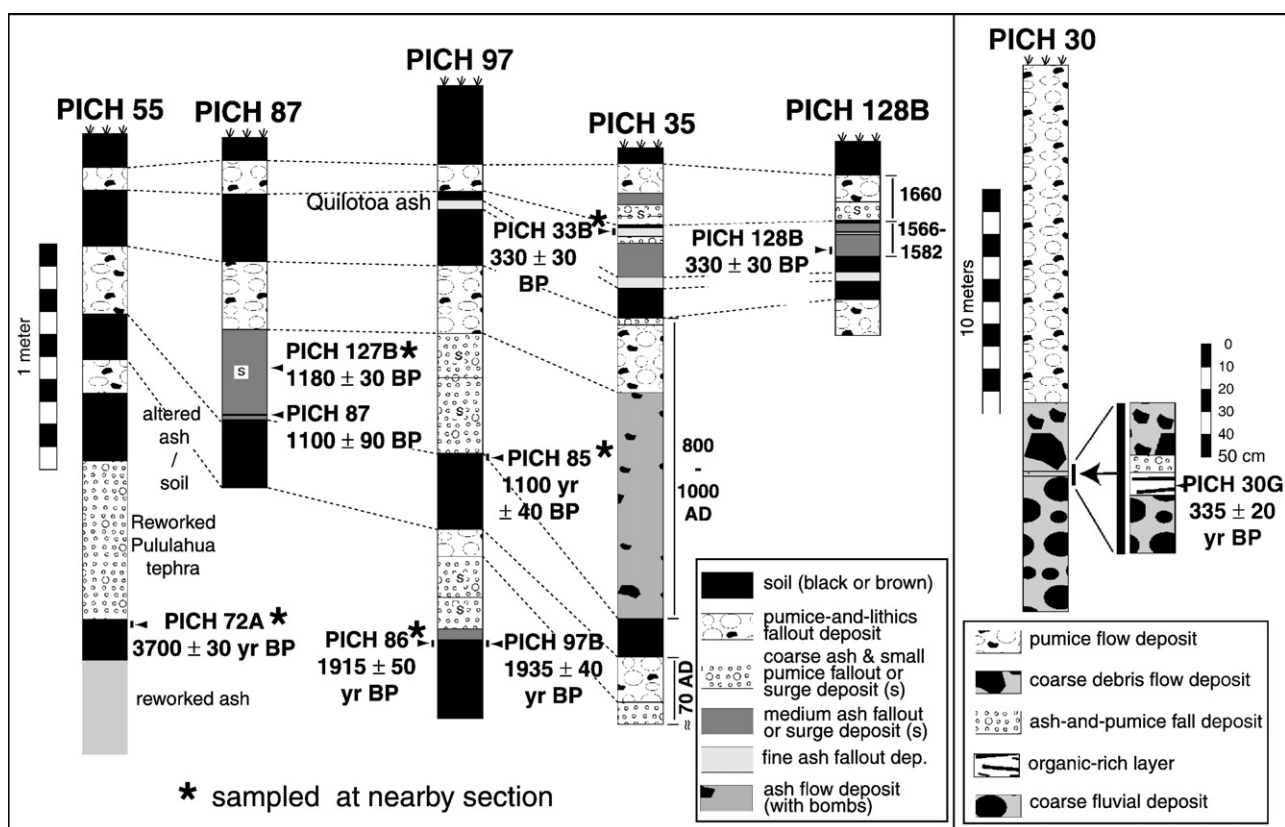 PICH 55
PICH 87
PICH 97
PICH 35
PICH 128B
PICH 30
Quilotoa ash
PICH 33B *
330 ± 30
BP
PICH 128B
330 ± 30 BP
1660
1566-
1582
1 meter
PICH 127B *
1180 ± 30 BP
PICH 87
1100 ± 90 BP
altered
ash
/
soil
Reworked
Pululahua
tephra
PICH 72A *
3700 ± 30 yr BP
reworked ash
PICH 85 *
1100 yr
± 40 BP
PICH 86 *
1915 ± 50
yr BP
PICH 97B
1935 ± 40
yr BP
800
-
1000
AD
≈ 70 AD
S
S
S
S
S
S
* sampled at nearby section
soil (black or brown)
pumice-and-lithics
fallout deposit
coarse ash & small
pumice fallout or
surge deposit (s)
medium ash fallout
or surge deposit (s)
fine ash fallout dep.
ash flow deposit
(with bombs)
10 meters
0
10
20
30
40
50 cm
PICH 30G
335 ± 20
yr BP
pumice flow deposit
coarse debris flow deposit
ash-and-pumice fall deposit
organic-rich layer
coarse fluvial deposit